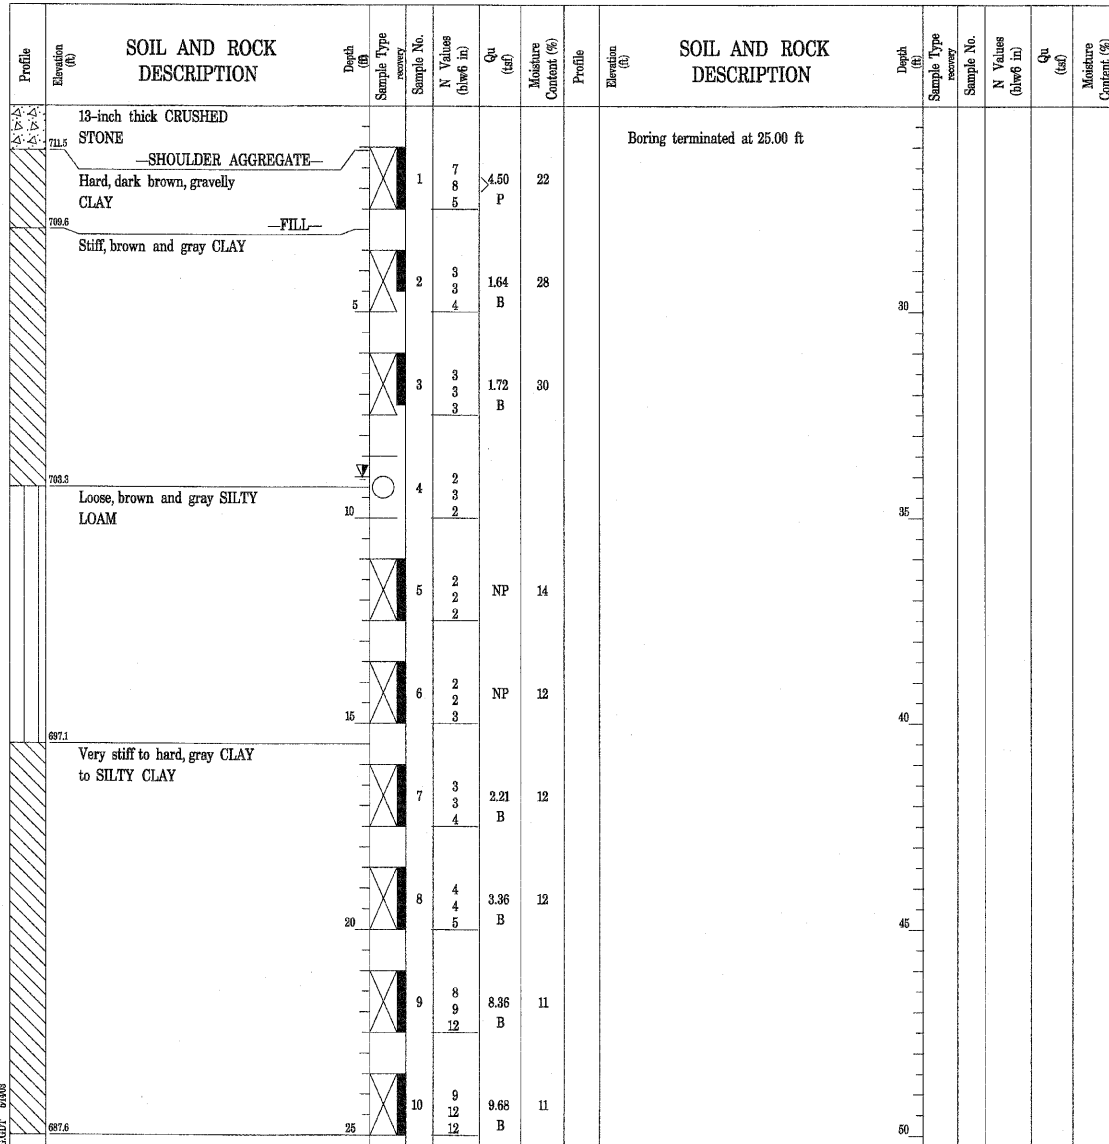 Profile
Elevation (ft)
SOIL AND ROCK
DESCRIPTION
Depth (ft)
Sample Type
recovery
Sample No.
N Values
(blw/6 in)
Qu
(tsf)
Moisture
Content (%)
Profile
Elevation (ft)
SOIL AND ROCK
DESCRIPTION
Depth (ft)
Sample Type
recovery
Sample No.
N Values
(blw/6 in)
Qu
(tsf)
Moisture
Content (%)
13-inch thick CRUSHED
STONE
711.5
—SHOULDER AGGREGATE—
Hard, dark brown, gravelly
CLAY
1
7
8
5
>4.50
P
22
709.6
—FILL—
Stiff, brown and gray CLAY
5
2
3
3
4
1.64
B
28
3
3
3
3
1.72
B
30
703.3
Loose, brown and gray SILTY
LOAM
10
4
2
3
2
5
2
2
2
NP
14
15
6
2
2
3
NP
12
697.1
Very stiff to hard, gray CLAY
to SILTY CLAY
7
3
3
4
2.21
B
12
20
8
4
4
5
3.36
B
12
9
8
9
12
8.36
B
11
687.6
25
10
9
12
12
9.68
B
11
Boring terminated at 25.00 ft
30
35
40
45
50